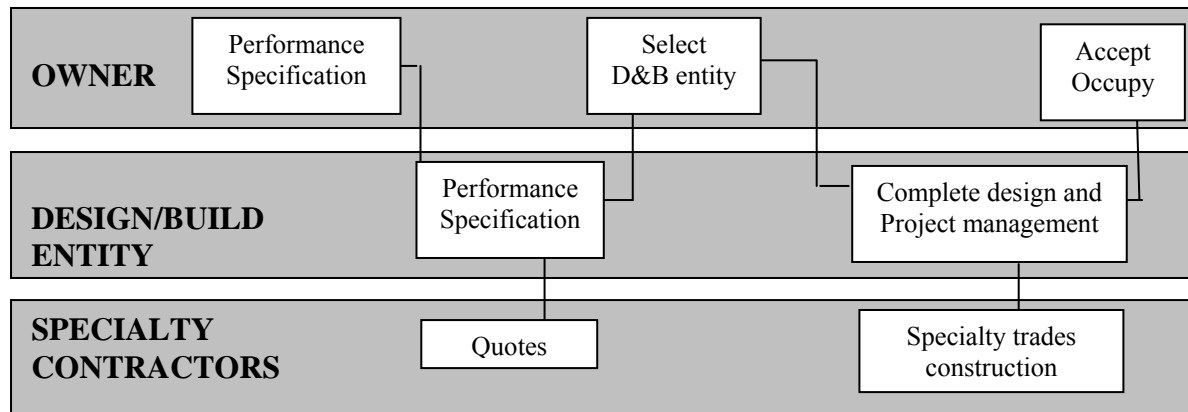 OWNER
Performance
Specification
Select
D&B entity
Accept
Occupy
DESIGN/BUILD
ENTITY
Performance
Specification
Complete design and
Project management
SPECIALTY
CONTRACTORS
Quotes
Specialty trades
construction